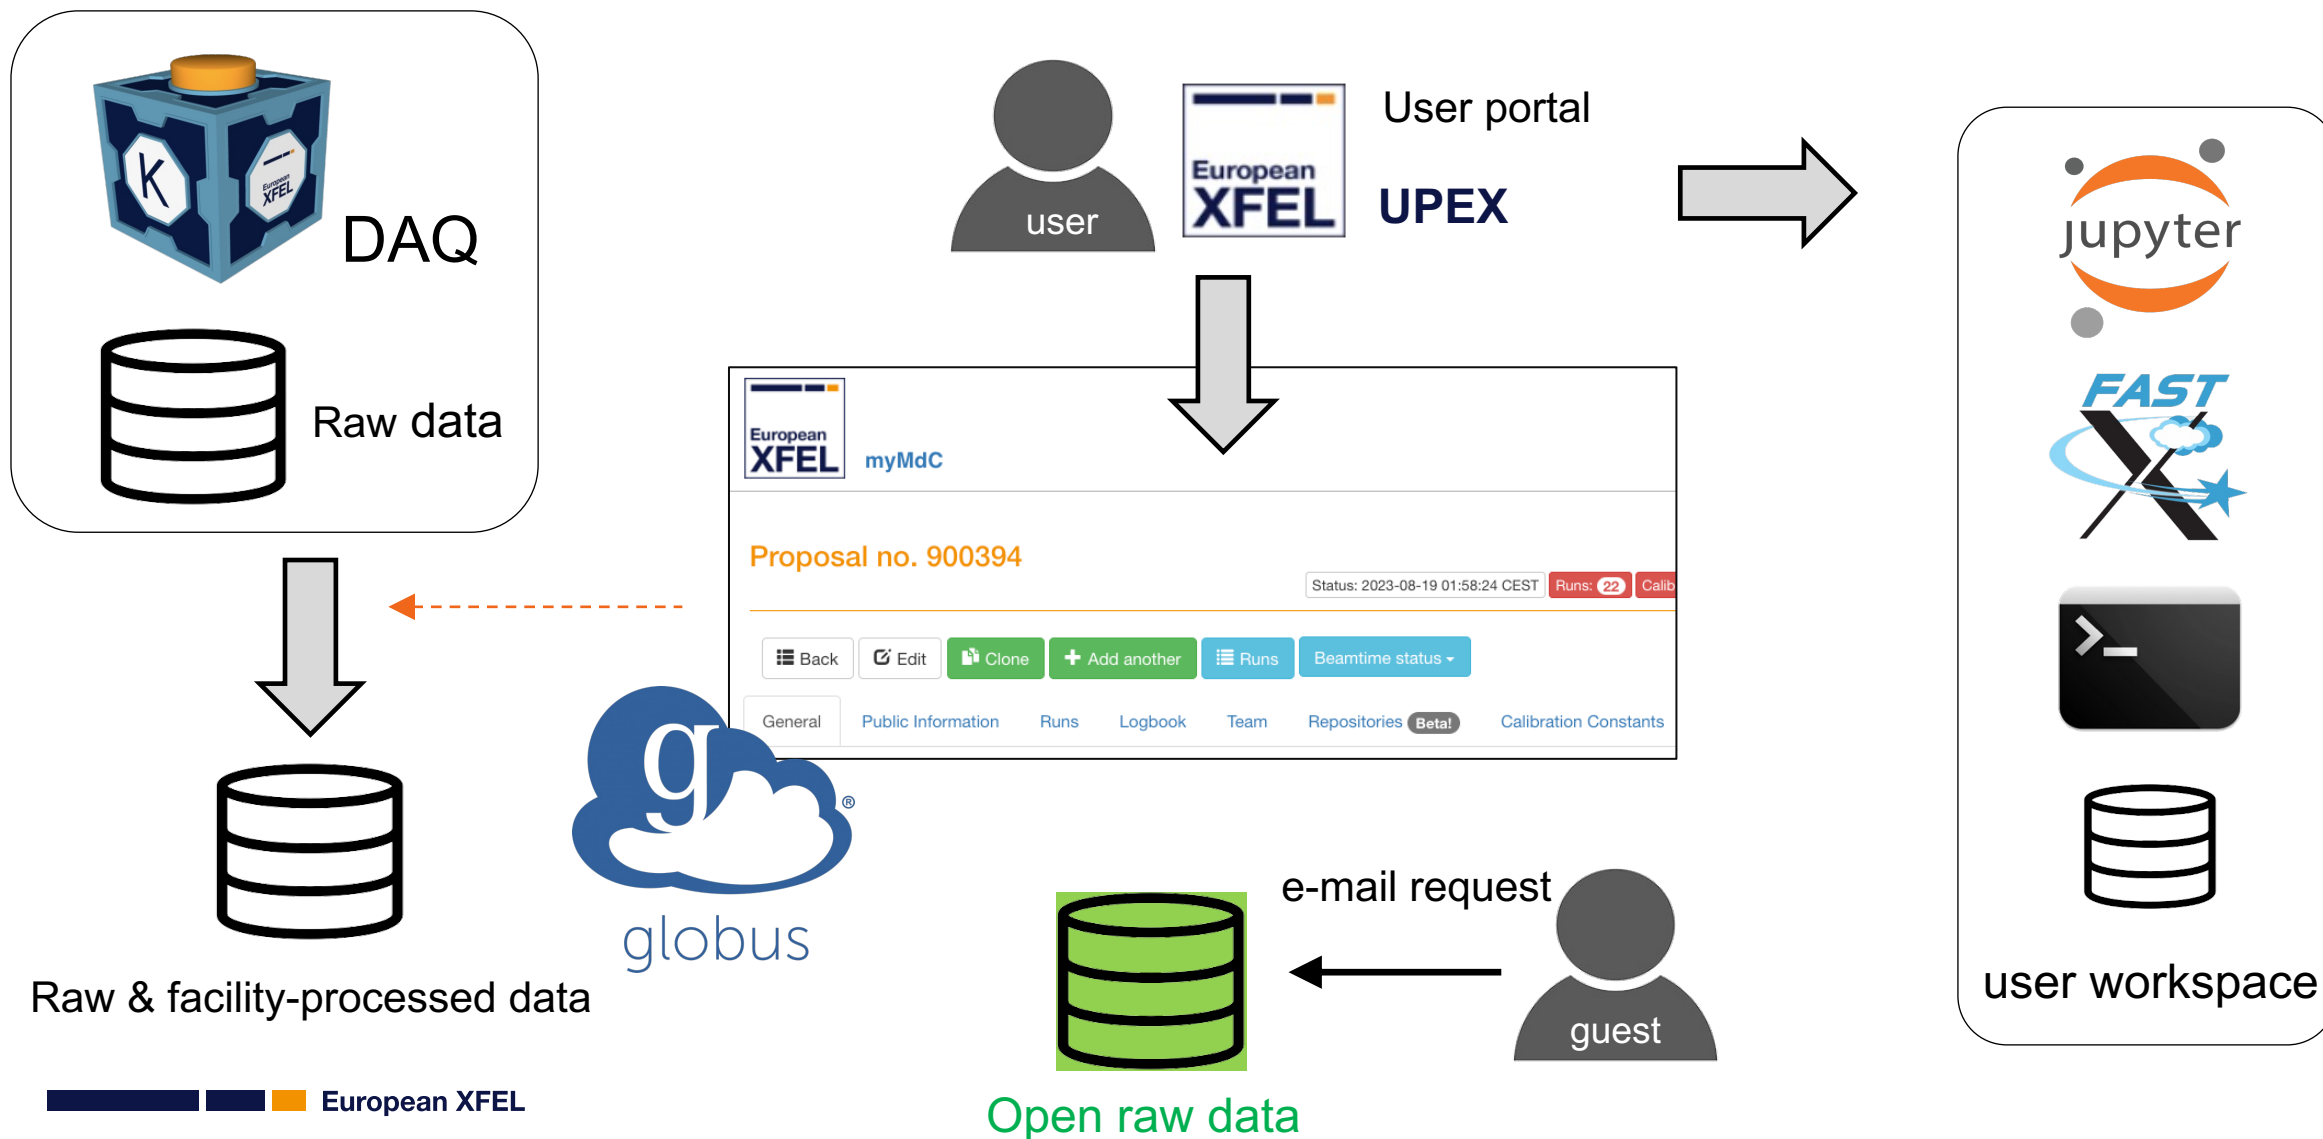 K
European
XFEL
DAQ
Raw data
user
European
XFEL
User portal
UPEX
jupyter
FAST
X
>_
user workspace
European
XFEL
myMdC
Proposal no. 900394
Status: 2023-08-19 01:58:24 CEST
Runs: 22
Calib
Back
Edit
Clone
+ Add another
Runs
Beamtime status
General
Public Information
Runs
Logbook
Team
Repositories Beta!
Calibration Constants
g
®
globus
Raw & facility-processed data
e-mail request
guest
Open raw data
European XFEL